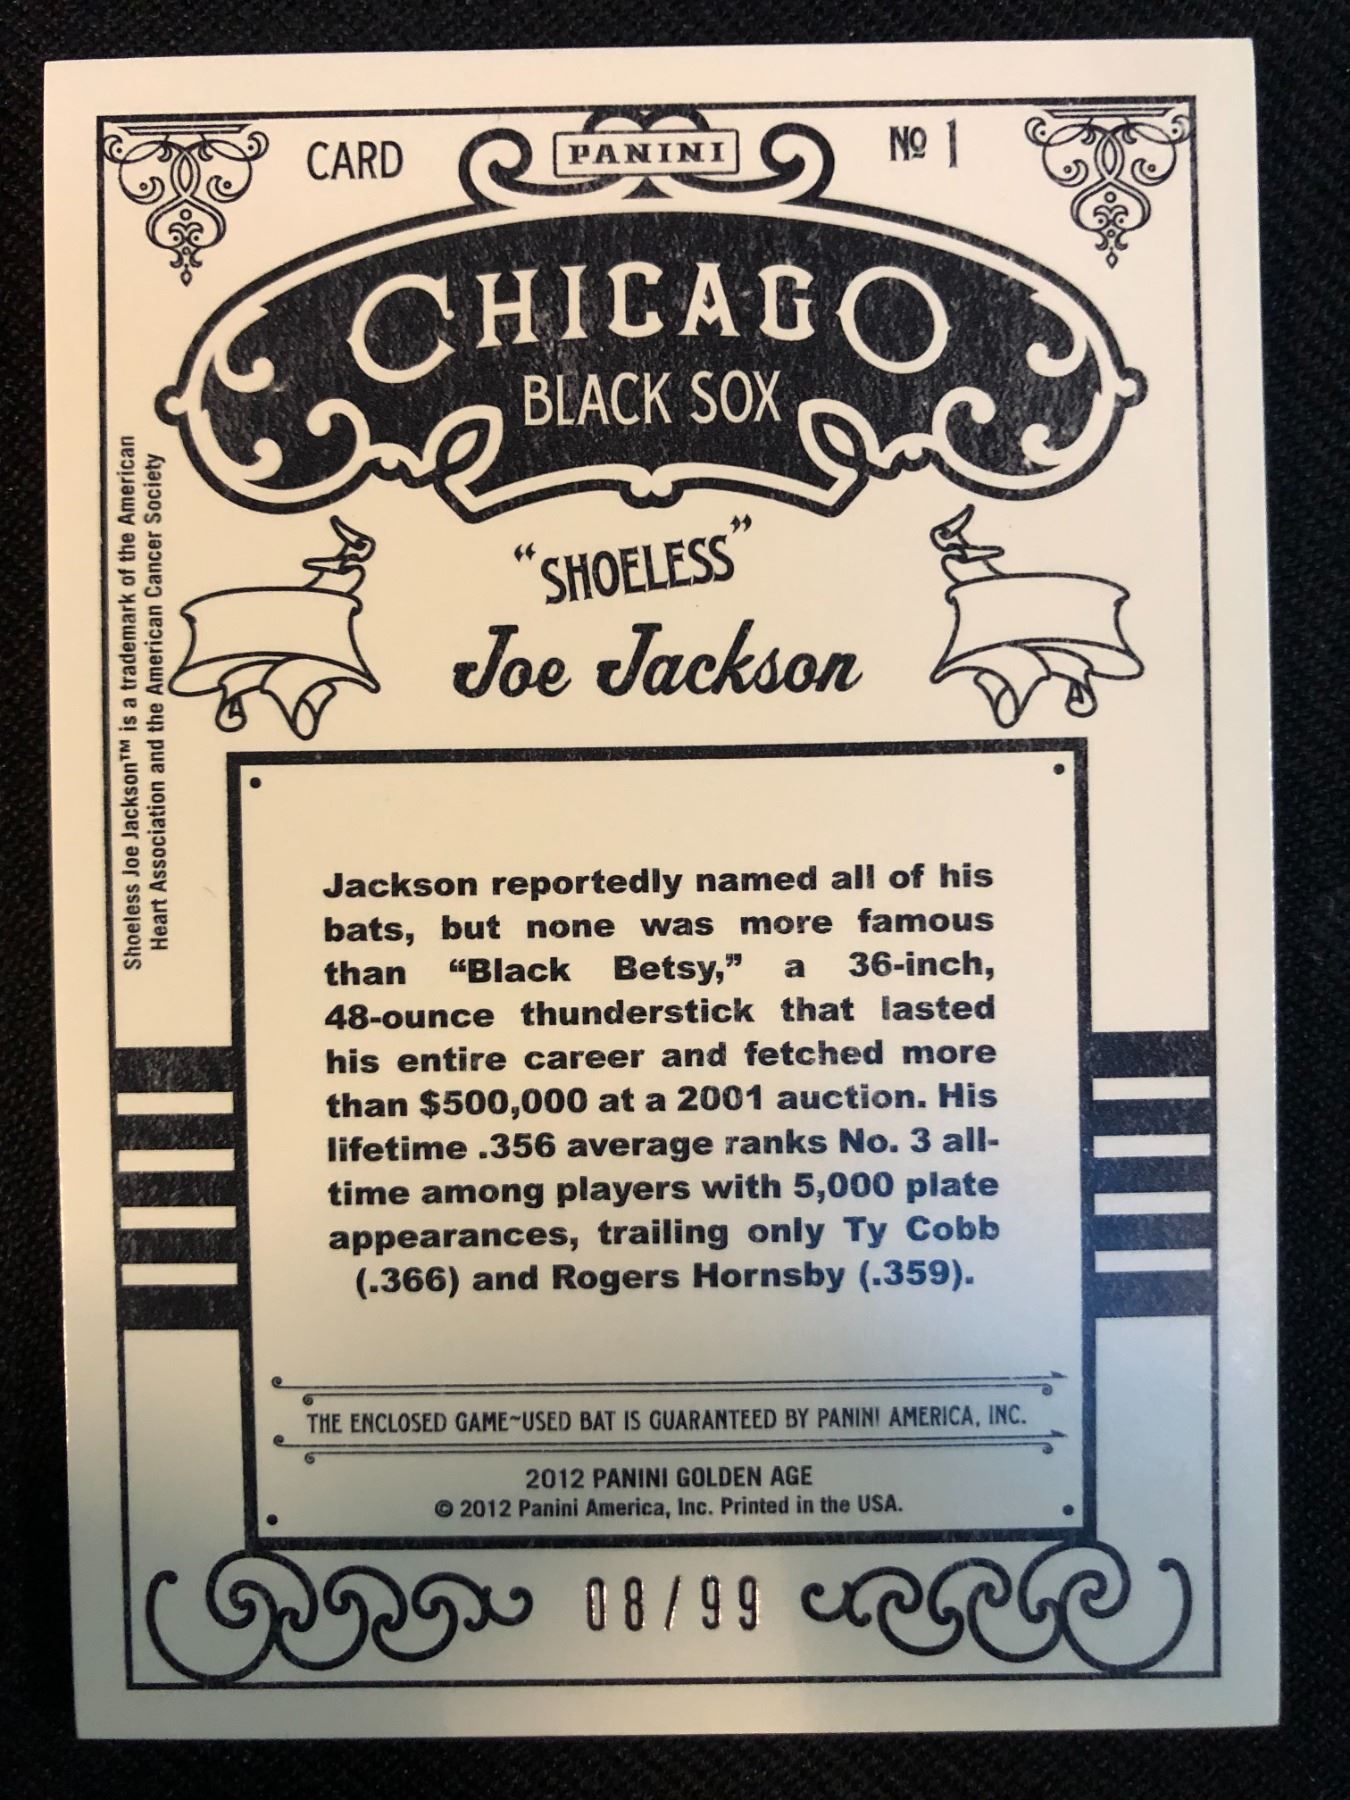 CARD
PANINI
Nº 1
CHICAGO
BLACK SOX
"SHOELESS"
Joe Jackson
Shoeless Joe Jackson™ is a trademark of the American
Heart Association and the American Cancer Society
Jackson reportedly named all of his
bats, but none was more famous
than “Black Betsy,” a 36-inch,
48-ounce thunderstick that lasted
his entire career and fetched more
than $500,000 at a 2001 auction. His
lifetime .356 average ranks No. 3 all-
time among players with 5,000 plate
appearances, trailing only Ty Cobb
(.366) and Rogers Hornsby (.359).
THE ENCLOSED GAME~USED BAT IS GUARANTEED BY PANINI AMERICA, INC.
2012 PANINI GOLDEN AGE
© 2012 Panini America, Inc. Printed in the USA.
08/99